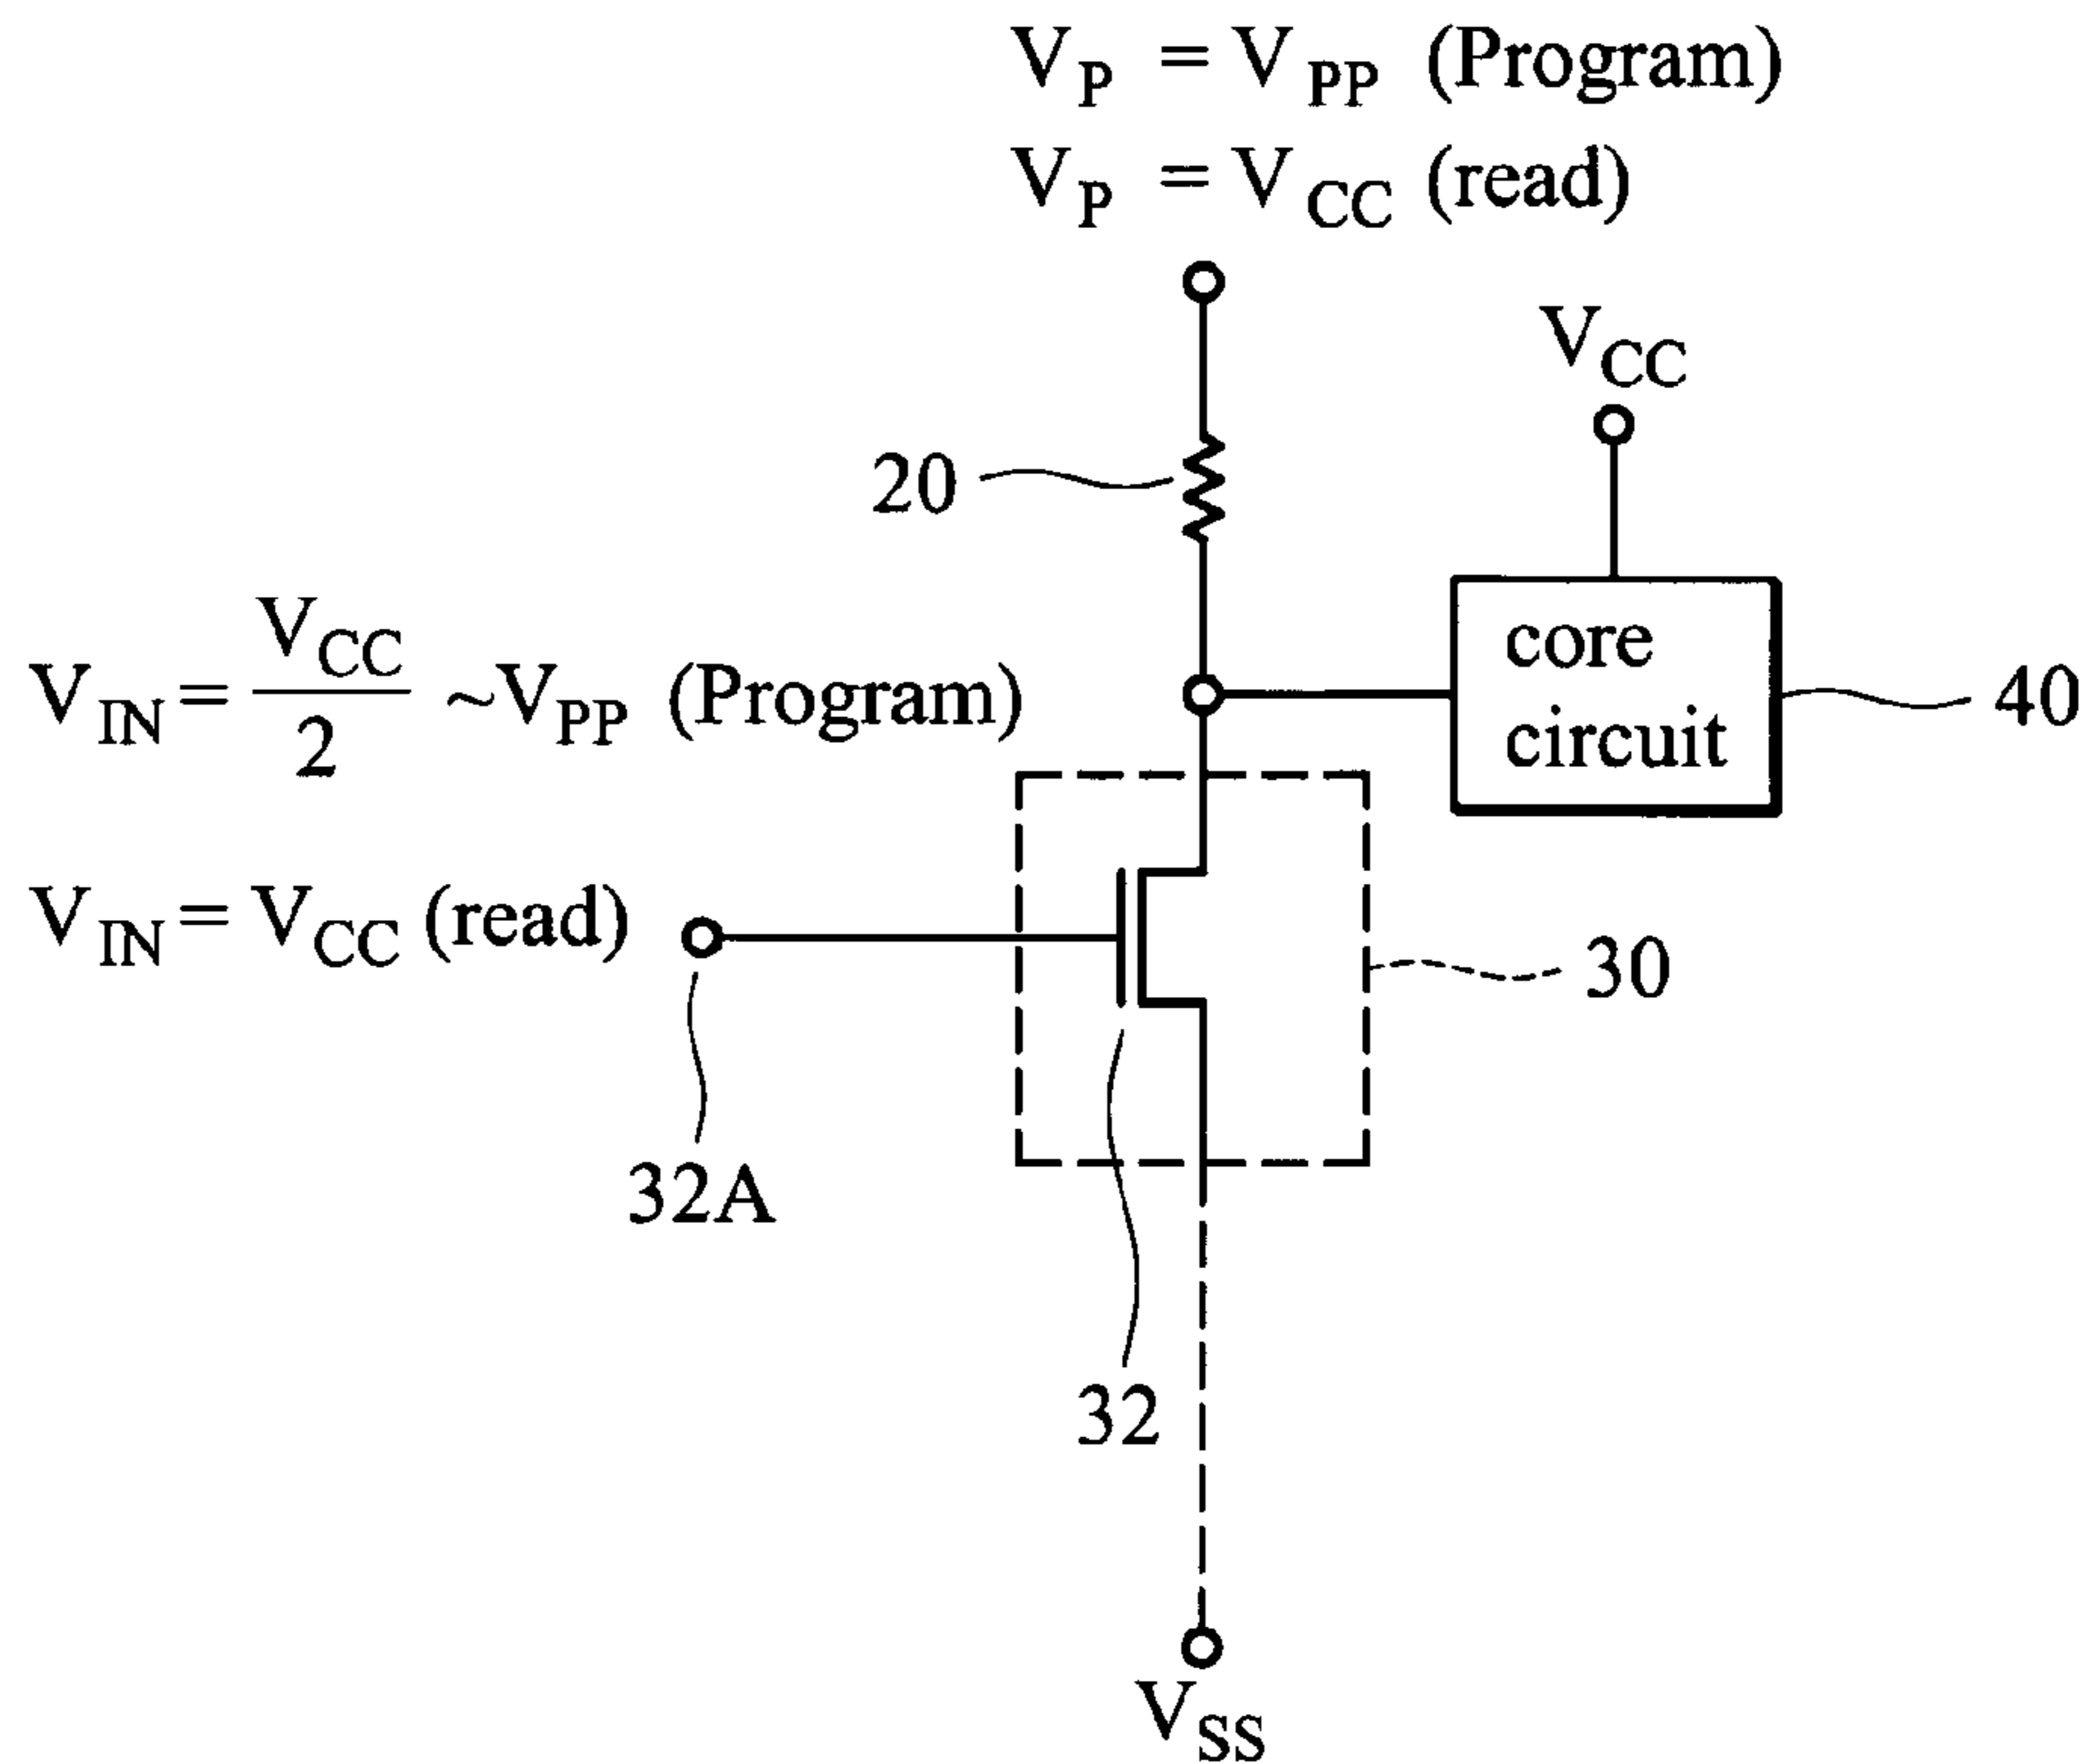 V_P = V_PP (Program)
V_P = V_CC (read)
V_CC
20
core
circuit
40
V_IN = V_CC/2 ~V_PP (Program)
V_IN = V_CC (read)
30
32A
32
V_SS